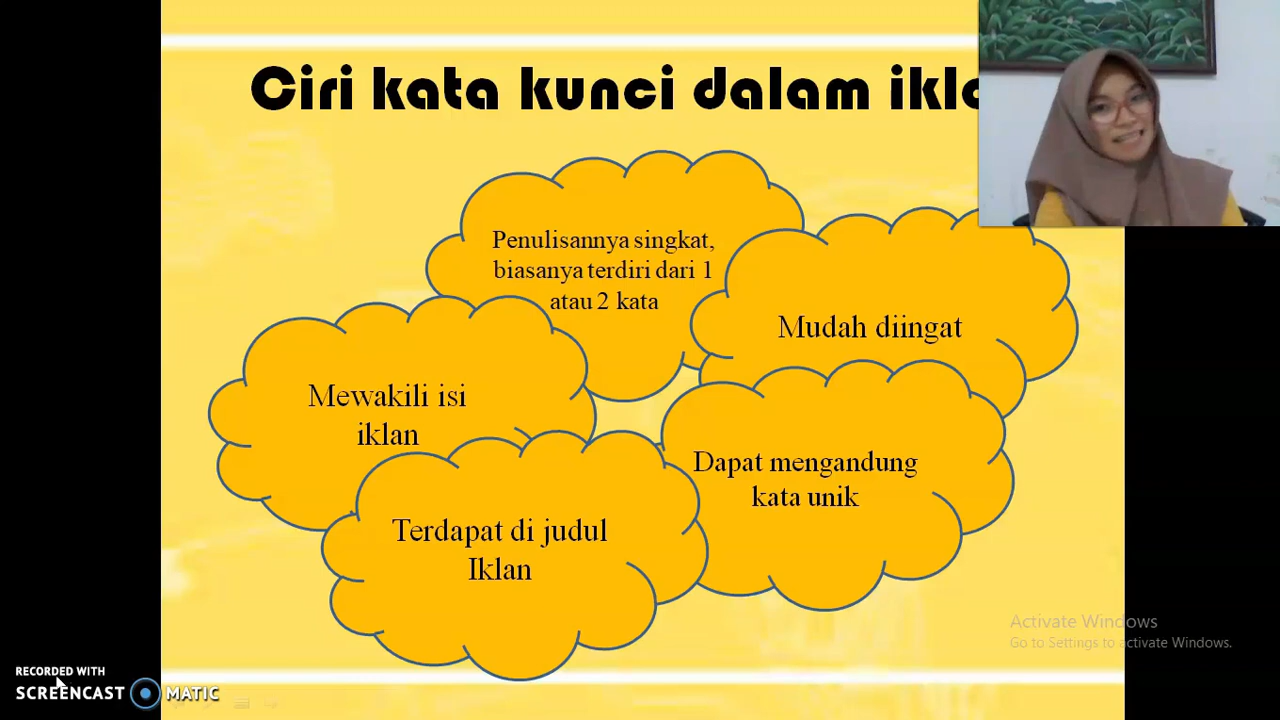 Ciri kata kunci dalam
Penulisannya singkat,
biasanya terdiri dari 1
atau 2 kata
Mudah diingat
Mewakili isi
iklan
Dapat mengandung
kata unik
Terdapat di judul
Iklan
Activate Windows
Go to Settings to activate Windows.
RECORDED WITH
SCREENCAST MATIC